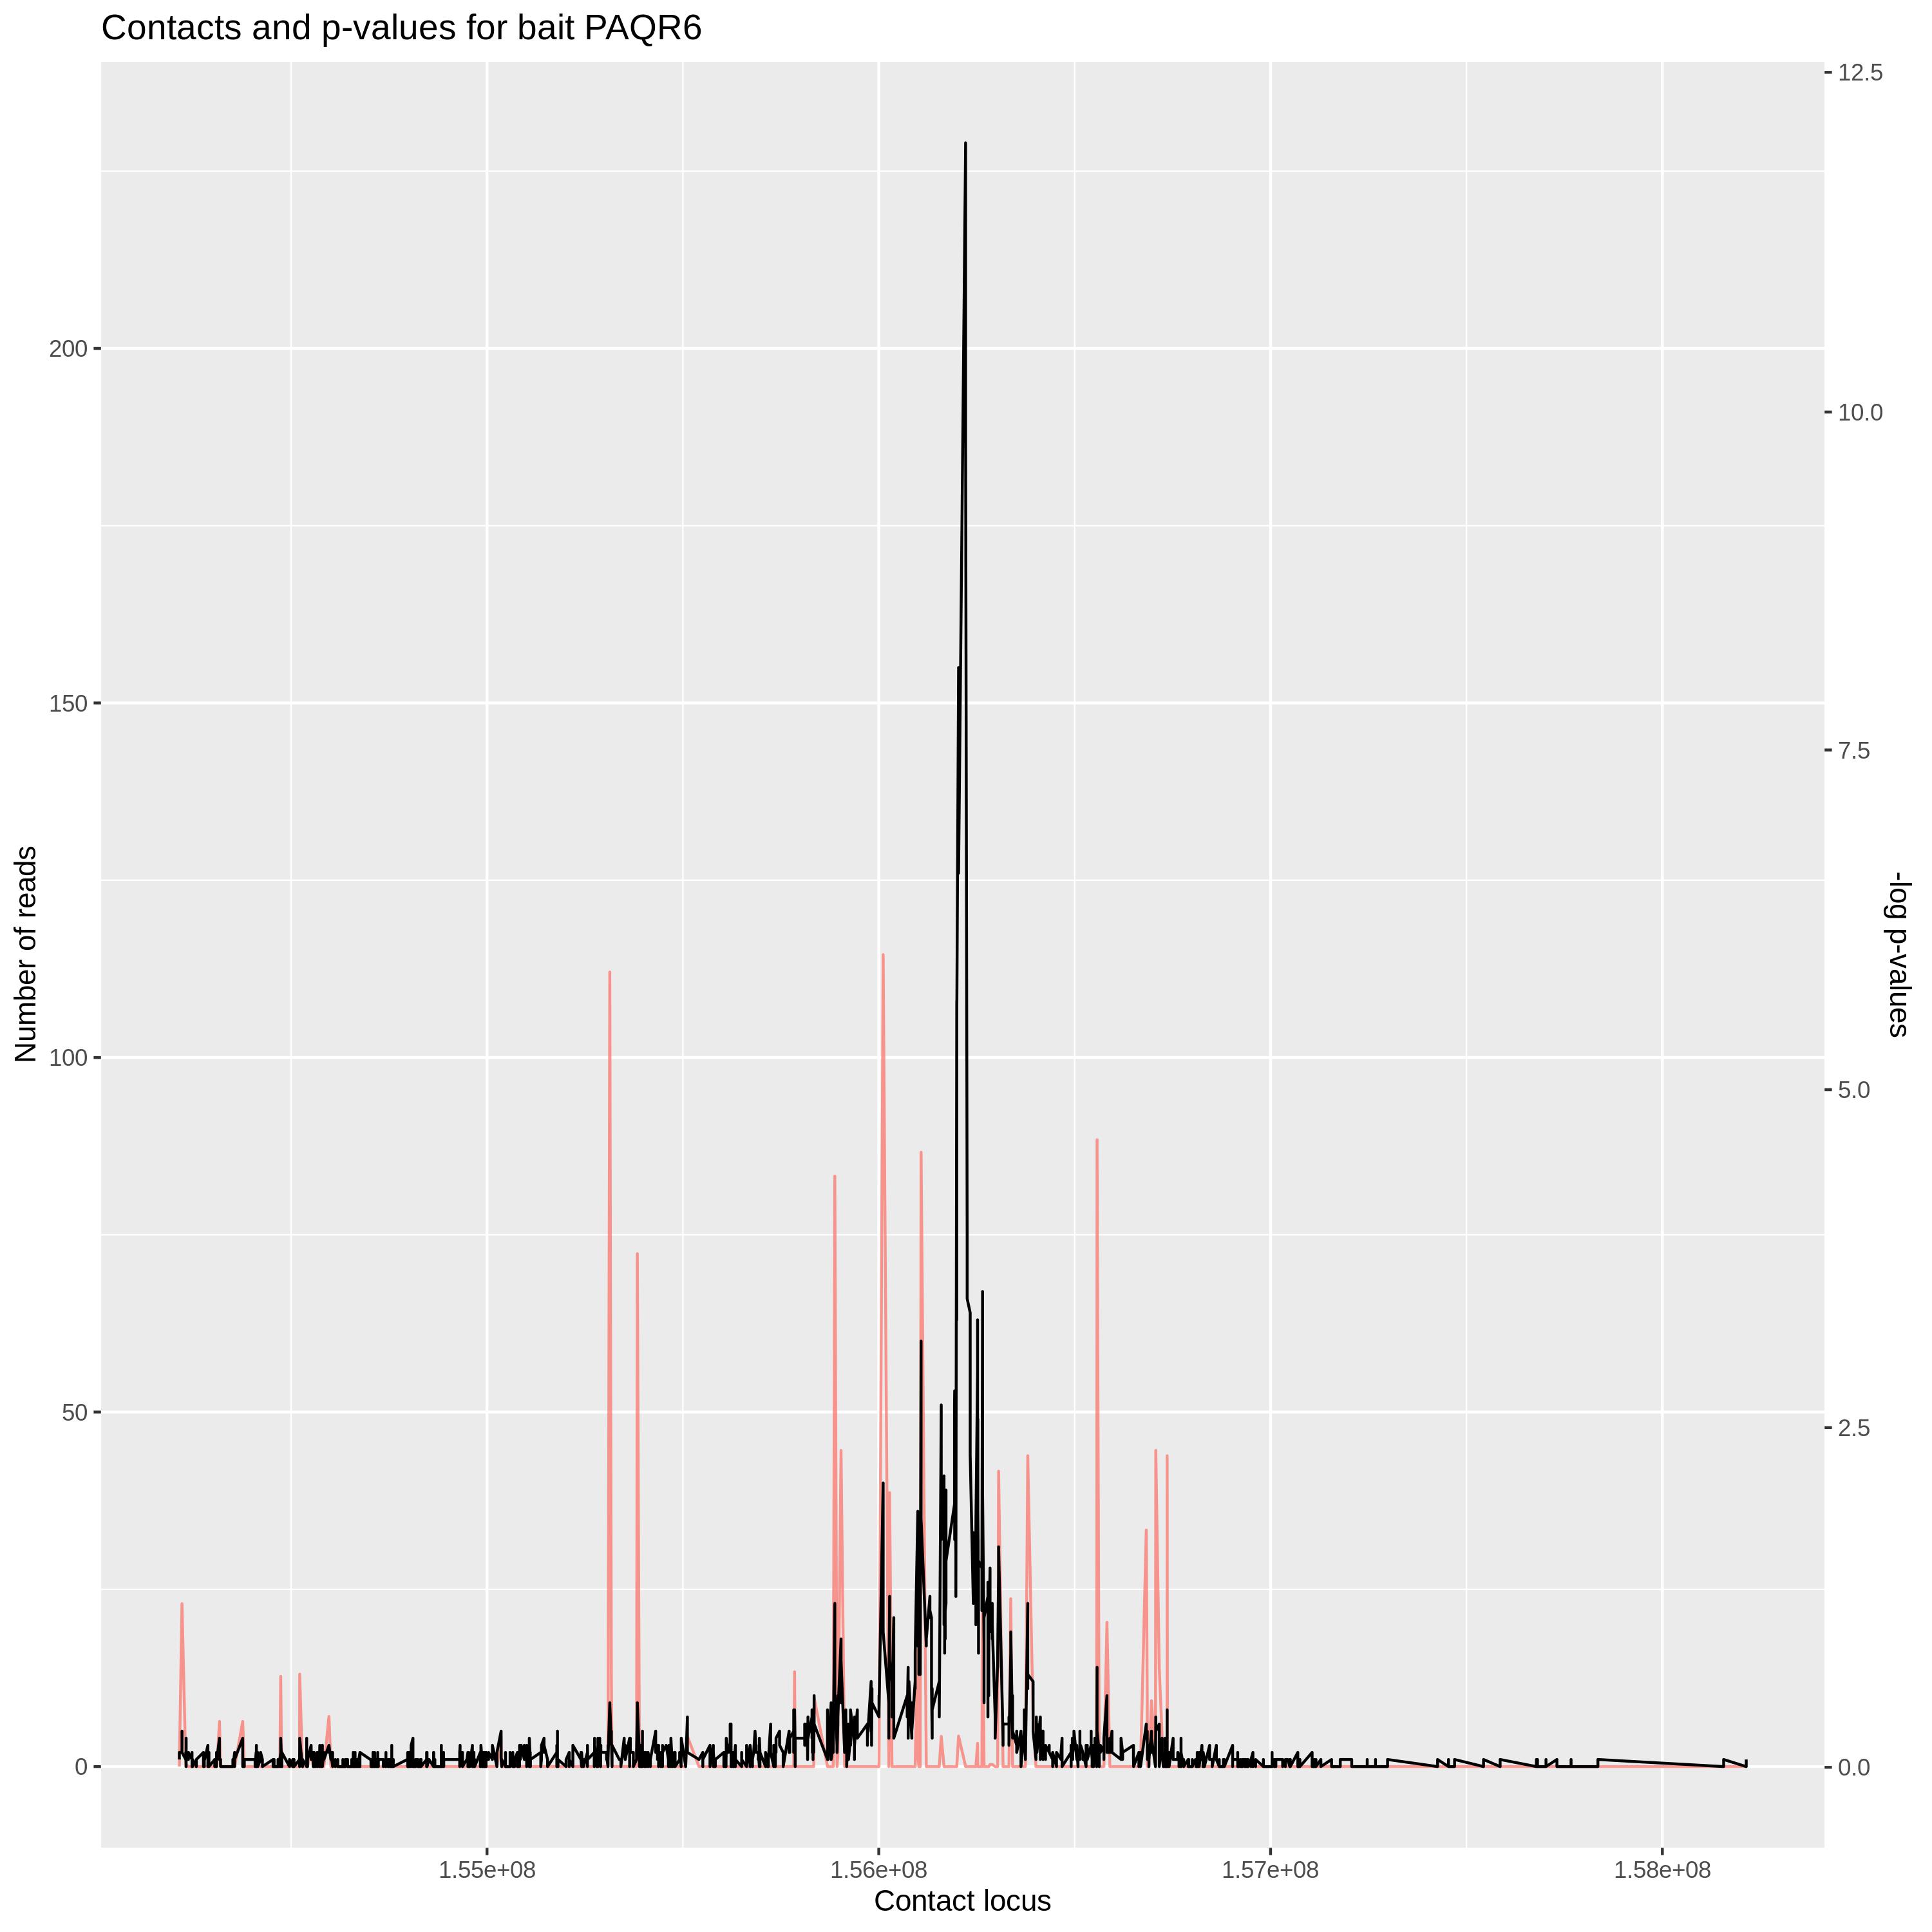 Contacts and p-values for bait PAQR6
Number of reads
200
150
100
50
0
12.5
10.0
7.5
5.0
2.5
0.0
-log p-values
1.55e+08
1.56e+08
1.57e+08
1.58e+08
Contact locus